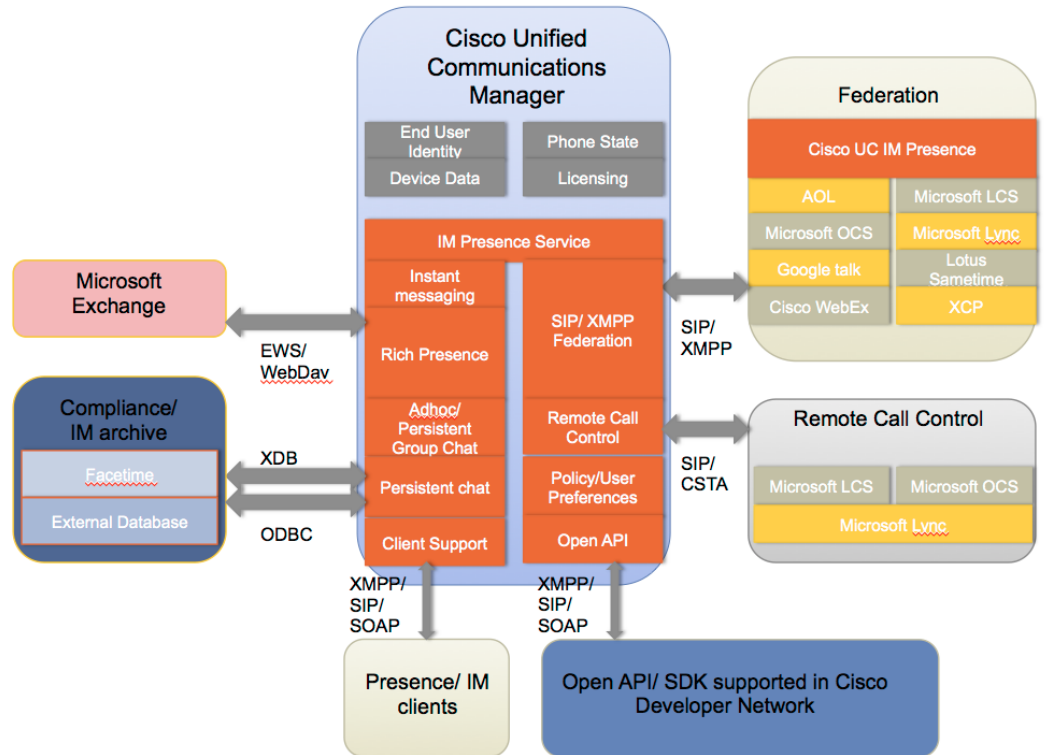 Cisco Unified
Communications
Manager
End User
Identity
Phone State
Device Data
Licensing
IM Presence Service
Instant
messaging
SIP/ XMPP
Federation
Rich Presence
Adhoc/
Persistent
Group Chat
Remote Call
Control
Persistent chat
Policy/User
Preferences
Client Support
Open API
Microsoft
Exchange
EWS/
WebDav
Compliance/
IM archive
Facetime
External Database
XDB
ODBC
Federation
Cisco UC IM Presence
AOL
Microsoft LCS
Microsoft OCS
Microsoft Lync
Google talk
Lotus
Sametime
Cisco WebEx
XCP
SIP/
XMPP
Remote Call Control
Microsoft LCS
Microsoft OCS
Microsoft Lync
SIP/
CSTA
XMPP/
SIP/
SOAP
XMPP/
SIP/
SOAP
Presence/ IM
clients
Open API/ SDK supported in Cisco
Developer Network